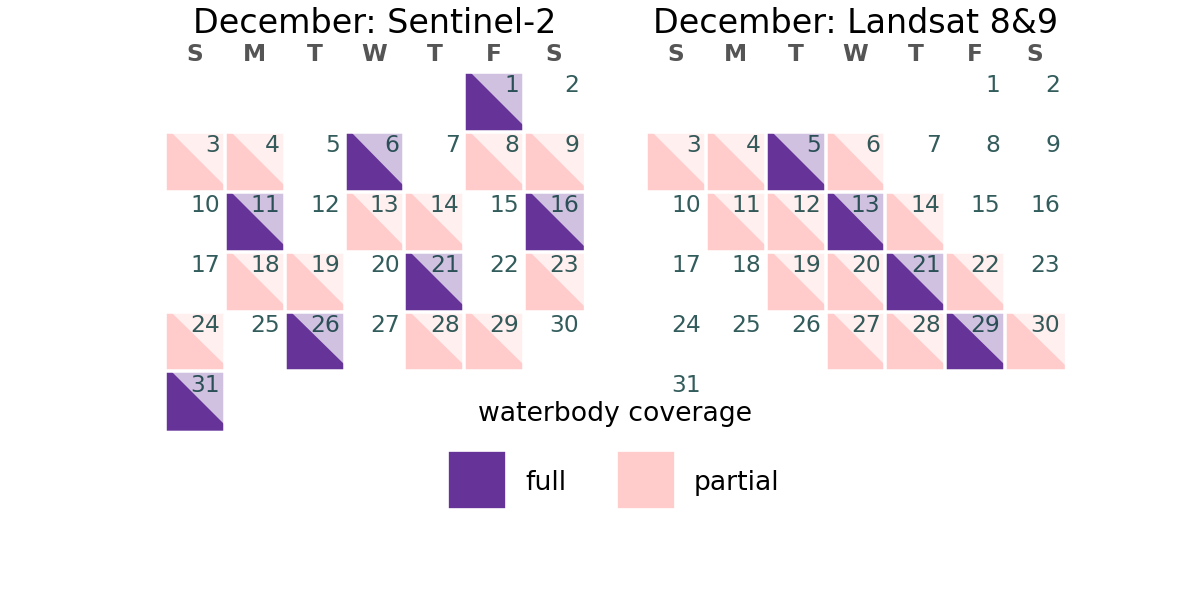 December: Sentinel-2
S M T W T F S
1 2
3 4 5 6 7 8 9
10 11 12 13 14 15 16
17 18 19 20 21 22 23
24 25 26 27 28 29 30
31
December: Landsat 8&9
S M T W T F S
1 2
3 4 5 6 7 8 9
10 11 12 13 14 15 16
17 18 19 20 21 22 23
24 25 26 27 28 29 30
31
waterbody coverage
full partial